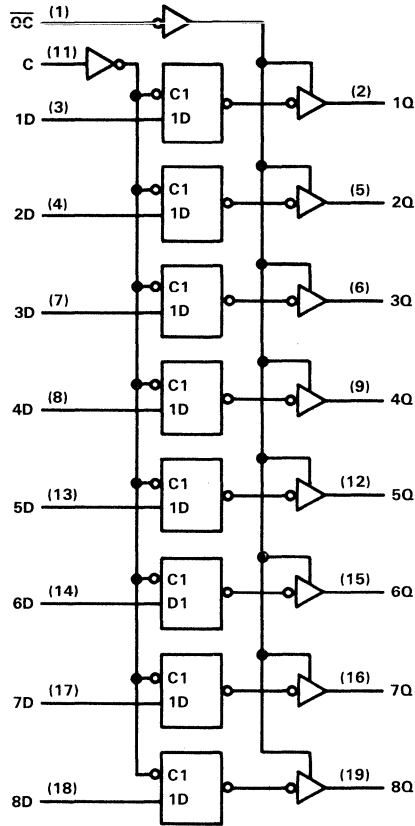 O̅C̅ (1)
C (11)
C1
1D (3) 1D (2) 1Q
C1
2D (4) 1D (5) 2Q
C1
3D (7) 1D (6) 3Q
C1
4D (8) 1D (9) 4Q
C1
5D (13) 1D (12) 5Q
C1
6D (14) D1 (15) 6Q
C1
7D (17) 1D (16) 7Q
C1
8D (18) 1D (19) 8Q